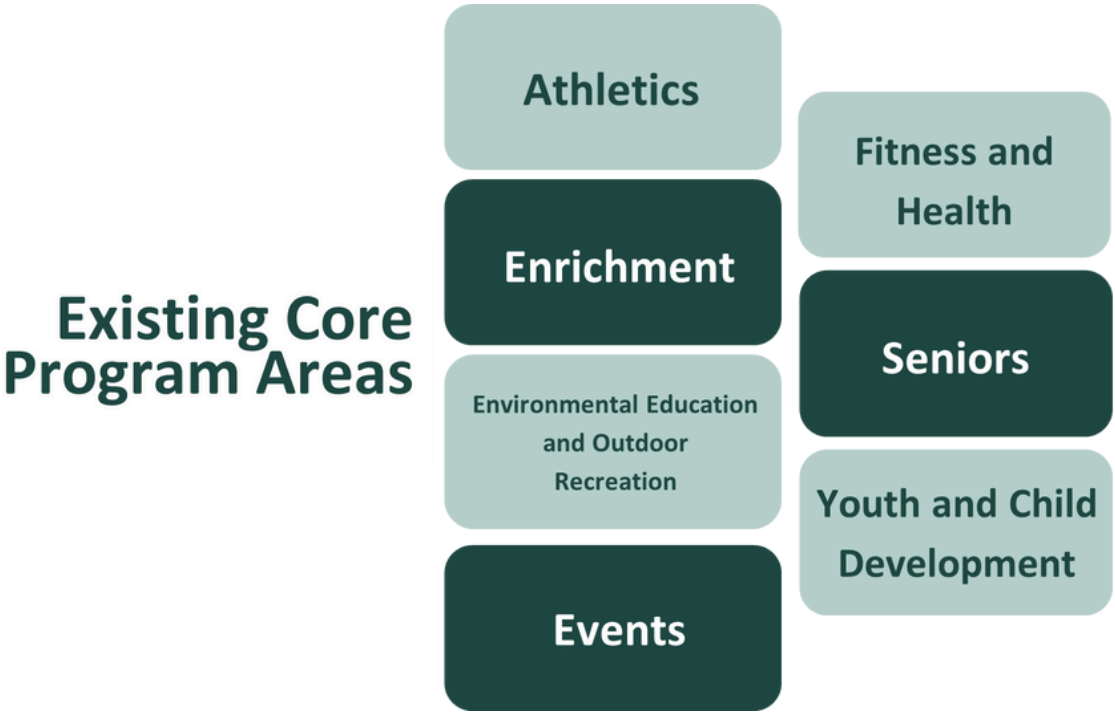 Existing Core
Program Areas
Athletics
Enrichment
Environmental Education
and Outdoor
Recreation
Events
Fitness and
Health
Seniors
Youth and Child
Development